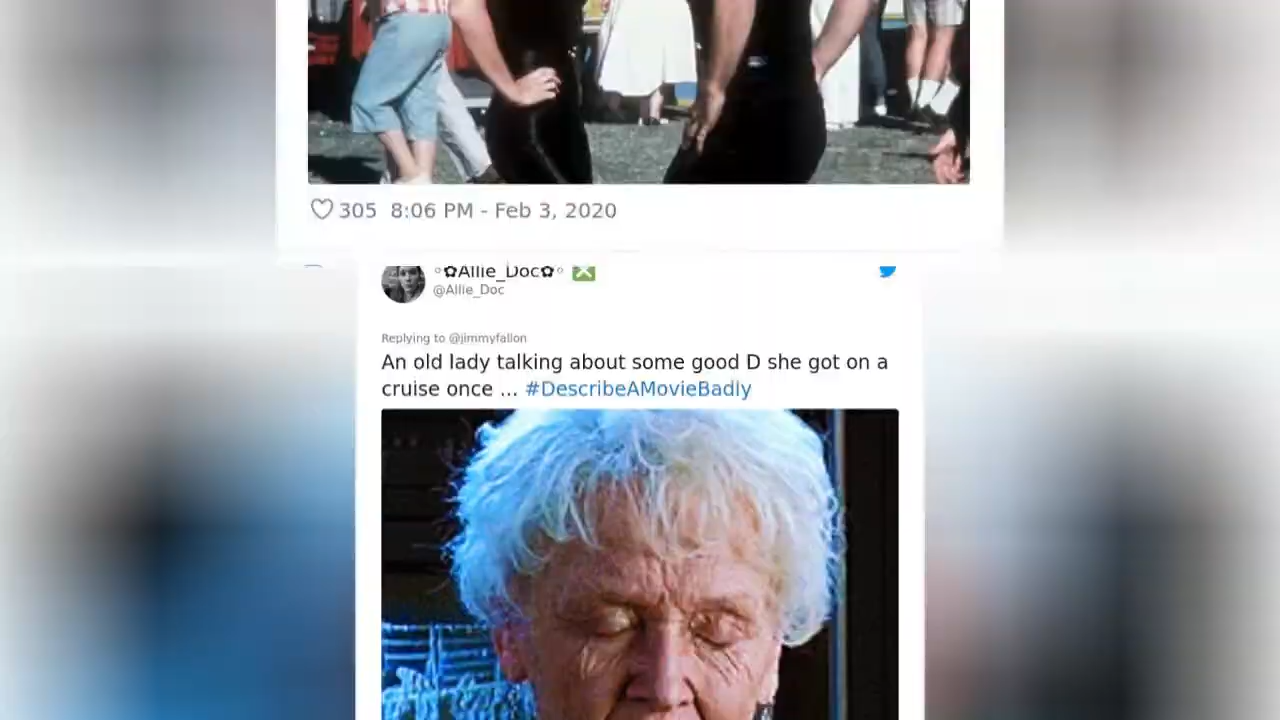 305 8:06 PM - Feb 3, 2020
◦✿Allie_Doc✿◦
@Allie_Doc
Replying to @jimmyfallon
An old lady talking about some good D she got on a
cruise once ... #DescribeAMovieBadly